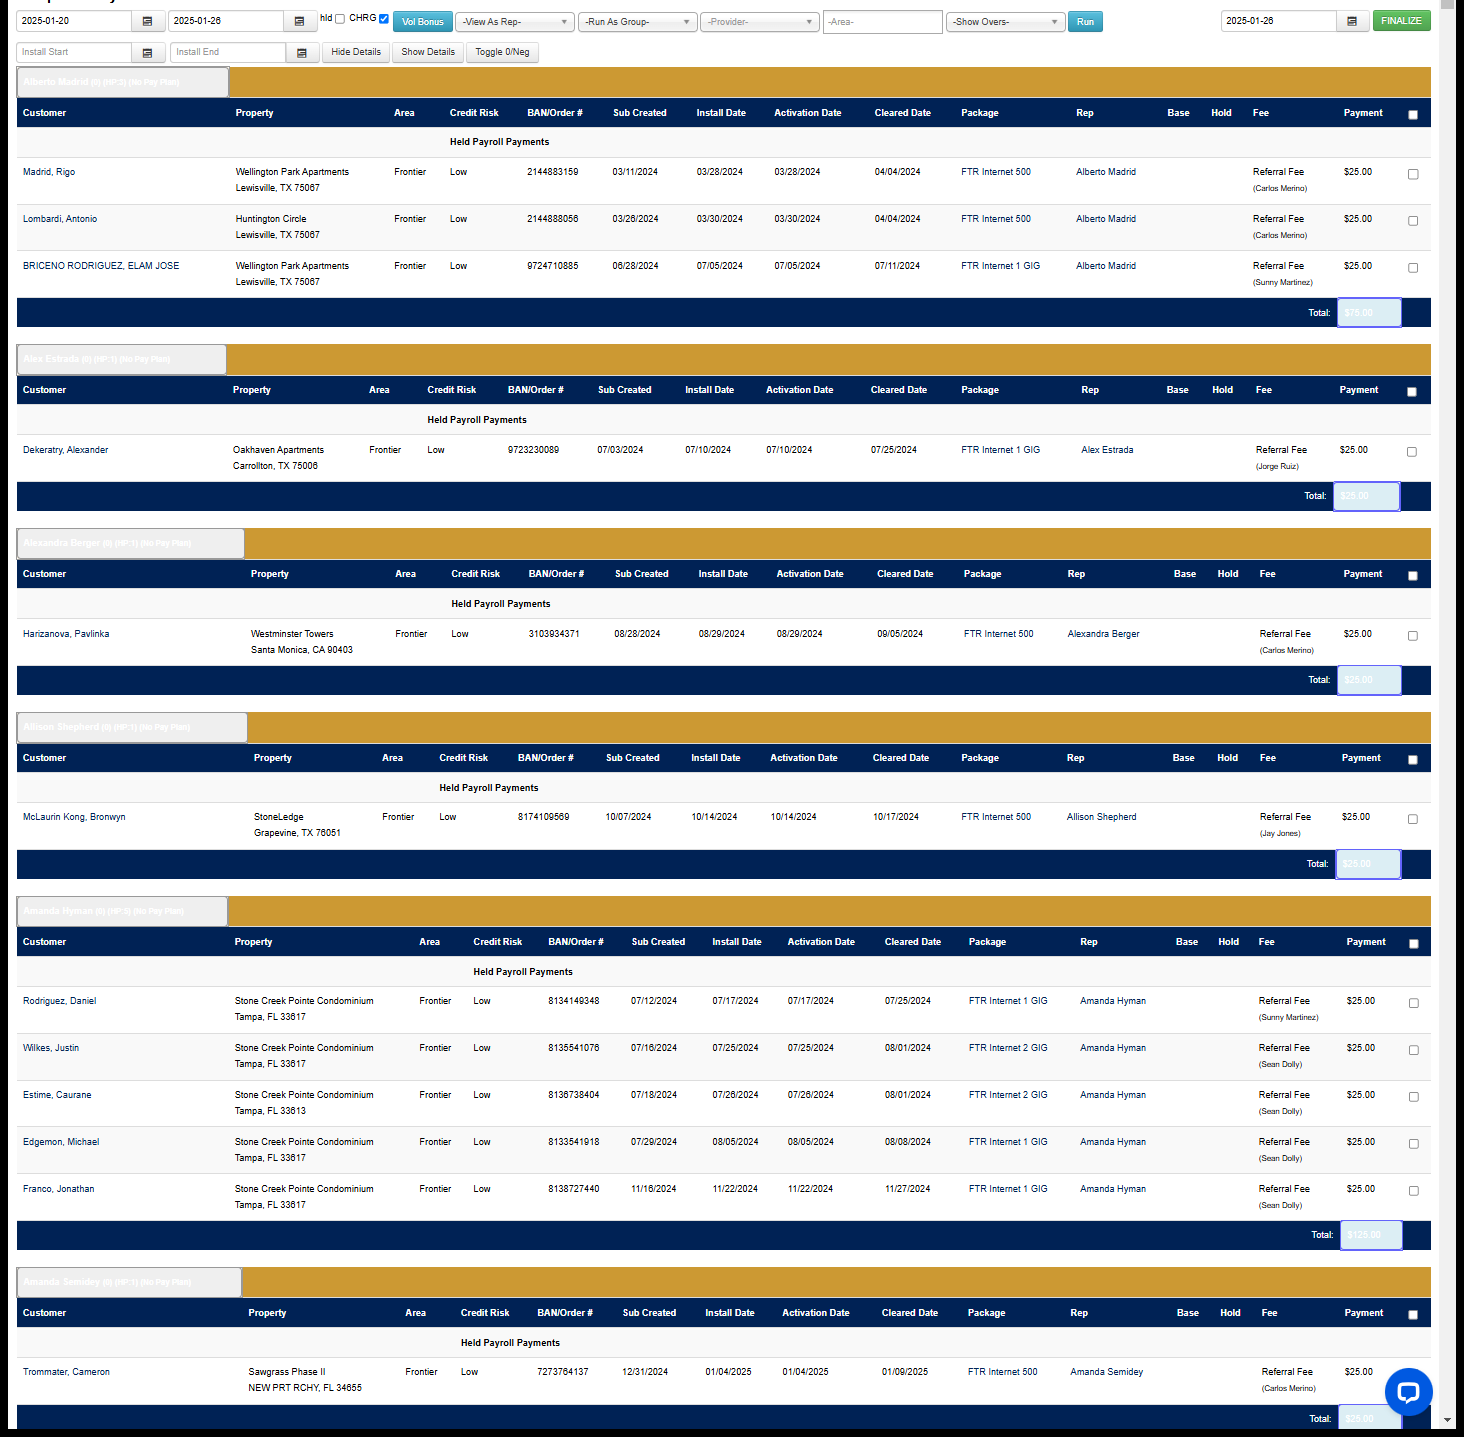 2025-01-20 2025-01-26 hld CHRG Vol Bonus -View As Rep- -Run As Group- -Provider- -Area- -Show Overs- Run 2025-01-26 FINALIZE
Install Start Install End Hide Details Show Details Toggle 0/Neg
Alberto Madrid (0) (NP:3) (No Pay Plan)
Customer Property Area Credit Risk BAN/Order # Sub Created Install Date Activation Date Cleared Date Package Rep Base Hold Fee Payment
Held Payroll Payments
Madrid, Rigo Wellington Park Apartments Frontier Low 2144883159 03/11/2024 03/28/2024 03/28/2024 04/04/2024 FTR Internet 500 Alberto Madrid Referral Fee $25.00
Lewisville, TX 75067 (Carlos Merino)
Lombardi, Antonio Huntington Circle Frontier Low 2144888056 03/26/2024 03/30/2024 03/30/2024 04/04/2024 FTR Internet 500 Alberto Madrid Referral Fee $25.00
Lewisville, TX 75067 (Carlos Merino)
BRICENO RODRIGUEZ, ELAM JOSE Wellington Park Apartments Frontier Low 9724710885 06/28/2024 07/05/2024 07/05/2024 07/11/2024 FTR Internet 1 GIG Alberto Madrid Referral Fee $25.00
Lewisville, TX 75067 (Sunny Martinez)
Total: $75.00
Alex Estrada (0) (NP:1) (No Pay Plan)
Customer Property Area Credit Risk BAN/Order # Sub Created Install Date Activation Date Cleared Date Package Rep Base Hold Fee Payment
Held Payroll Payments
Dekeratry, Alexander Oakhaven Apartments Frontier Low 9723230089 07/03/2024 07/10/2024 07/10/2024 07/25/2024 FTR Internet 1 GIG Alex Estrada Referral Fee $25.00
Carrollton, TX 75006 (Jorge Ruiz)
Total: $25.00
Alexandra Berger (0) (NP:1) (No Pay Plan)
Customer Property Area Credit Risk BAN/Order # Sub Created Install Date Activation Date Cleared Date Package Rep Base Hold Fee Payment
Held Payroll Payments
Harizanova, Pavlinka Westminster Towers Frontier Low 3103934371 08/28/2024 08/29/2024 08/29/2024 09/05/2024 FTR Internet 500 Alexandra Berger Referral Fee $25.00
Santa Monica, CA 90403 (Carlos Merino)
Total: $25.00
Allison Shepherd (0) (NP:1) (No Pay Plan)
Customer Property Area Credit Risk BAN/Order # Sub Created Install Date Activation Date Cleared Date Package Rep Base Hold Fee Payment
Held Payroll Payments
McLaurin Kong, Bronwyn StoneLedge Frontier Low 8174109569 10/07/2024 10/14/2024 10/14/2024 10/17/2024 FTR Internet 500 Allison Shepherd Referral Fee $25.00
Grapevine, TX 76051 (Jay Jones)
Total: $25.00
Amanda Hyman (0) (NP:5) (No Pay Plan)
Customer Property Area Credit Risk BAN/Order # Sub Created Install Date Activation Date Cleared Date Package Rep Base Hold Fee Payment
Held Payroll Payments
Rodriguez, Daniel Stone Creek Pointe Condominium Frontier Low 8134149348 07/12/2024 07/17/2024 07/17/2024 07/25/2024 FTR Internet 1 GIG Amanda Hyman Referral Fee $25.00
Tampa, FL 33617 (Sunny Martinez)
Wilkes, Justin Stone Creek Pointe Condominium Frontier Low 8135541076 07/16/2024 07/25/2024 07/25/2024 08/01/2024 FTR Internet 2 GIG Amanda Hyman Referral Fee $25.00
Tampa, FL 33617 (Sean Dolly)
Estime, Caurane Stone Creek Pointe Condominium Frontier Low 8136738404 07/18/2024 07/26/2024 07/26/2024 08/01/2024 FTR Internet 2 GIG Amanda Hyman Referral Fee $25.00
Tampa, FL 33613 (Sean Dolly)
Edgemon, Michael Stone Creek Pointe Condominium Frontier Low 8133541918 07/29/2024 08/05/2024 08/05/2024 08/08/2024 FTR Internet 1 GIG Amanda Hyman Referral Fee $25.00
Tampa, FL 33617 (Sean Dolly)
Franco, Jonathan Stone Creek Pointe Condominium Frontier Low 8138727440 11/16/2024 11/22/2024 11/22/2024 11/27/2024 FTR Internet 1 GIG Amanda Hyman Referral Fee $25.00
Tampa, FL 33617 (Sean Dolly)
Total: $125.00
Amanda Semidey (0) (NP:1) (No Pay Plan)
Customer Property Area Credit Risk BAN/Order # Sub Created Install Date Activation Date Cleared Date Package Rep Base Hold Fee Payment
Held Payroll Payments
Trommater, Cameron Sawgrass Phase II Frontier Low 7273764137 12/31/2024 01/04/2025 01/04/2025 01/09/2025 FTR Internet 500 Amanda Semidey Referral Fee $25.00
NEW PRT RCHY, FL 34655 (Carlos Merino)
Total: $25.00